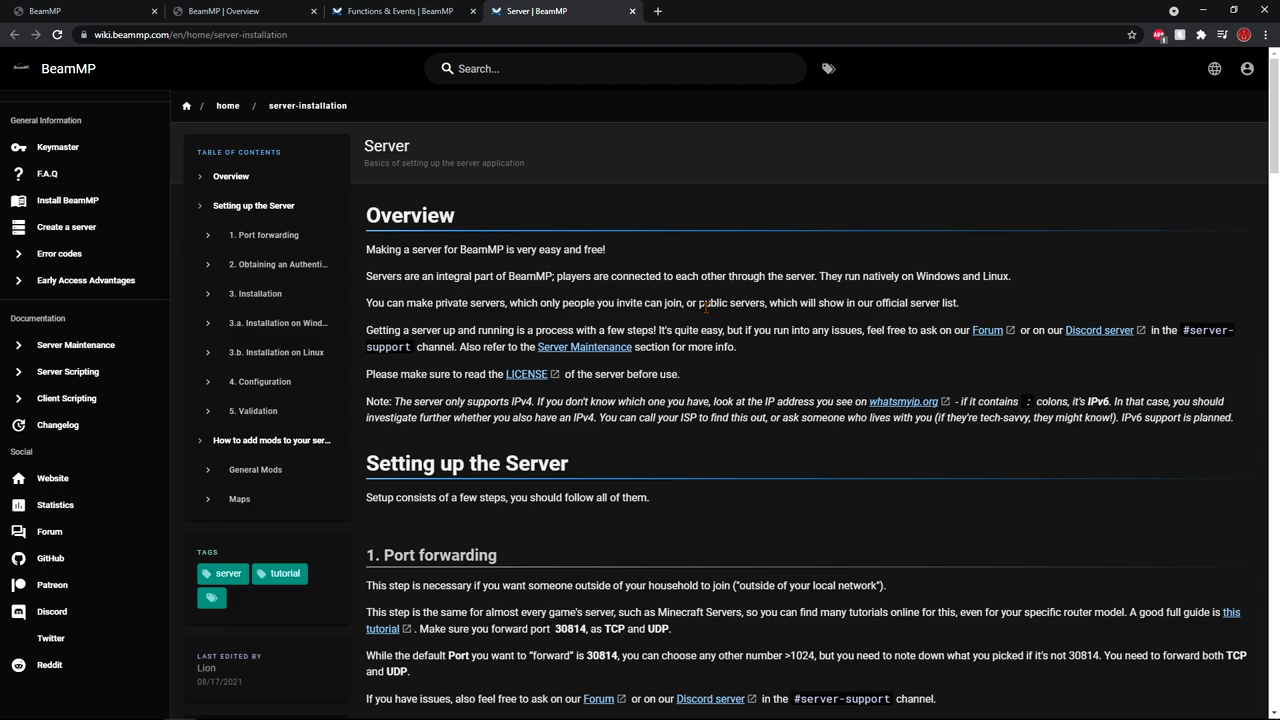 BeamMP
BeamMP | Overview
Functions & Events | BeamMP
Server | BeamMP
wiki.beammp.com/en/home/server-installation
BeamMP
Search...
General Information
Keymaster
F.A.Q
Install BeamMP
Create a server
Error codes
Early Access Advantages
Documentation
Server Maintenance
Server Scripting
Client Scripting
Changelog
Social
Website
Statistics
Forum
GitHub
Patreon
Discord
Twitter
Reddit
/ home / server-installation
TABLE OF CONTENTS
Overview
Setting up the Server
1. Port forwarding
2. Obtaining an Authenti...
3. Installation
3.a. Installation on Wind...
3.b. Installation on Linux
4. Configuration
5. Validation
How to add mods to your ser...
General Mods
Maps
TAGS
server
tutorial
LAST EDITED BY
Lion
08/17/2021
Server
Basics of setting up the server application
Overview
Making a server for BeamMP is very easy and free!
Servers are an integral part of BeamMP; players are connected to each other through the server. They run natively on Windows and Linux.
You can make private servers, which only people you invite can join, or public servers, which will show in our official server list.
Getting a server up and running is a process with a few steps! It's quite easy, but if you run into any issues, feel free to ask on our Forum or on our Discord server in the #server-
support channel. Also refer to the Server Maintenance section for more info.
Please make sure to read the LICENSE of the server before use.
Note: The server only supports IPv4. If you don't know which one you have, look at the IP address you see on whatsmyip.org - if it contains : colons, it's IPv6. In that case, you should
investigate further whether you also have an IPv4. You can call your ISP to find this out, or ask someone who lives with you (if they're tech-savvy, they might know!). IPv6 support is planned.
Setting up the Server
Setup consists of a few steps, you should follow all of them.
1. Port forwarding
This step is necessary if you want someone outside of your household to join ("outside of your local network").
This step is the same for almost every game's server, such as Minecraft Servers, so you can find many tutorials online for this, even for your specific router model. A good full guide is this
tutorial . Make sure you forward port 30814, as TCP and UDP.
While the default Port you want to “forward” is 30814, you can choose any other number >1024, but you need to note down what you picked if it's not 30814. You need to forward both TCP
and UDP.
If you have issues, also feel free to ask on our Forum or on our Discord server in the #server-support channel.